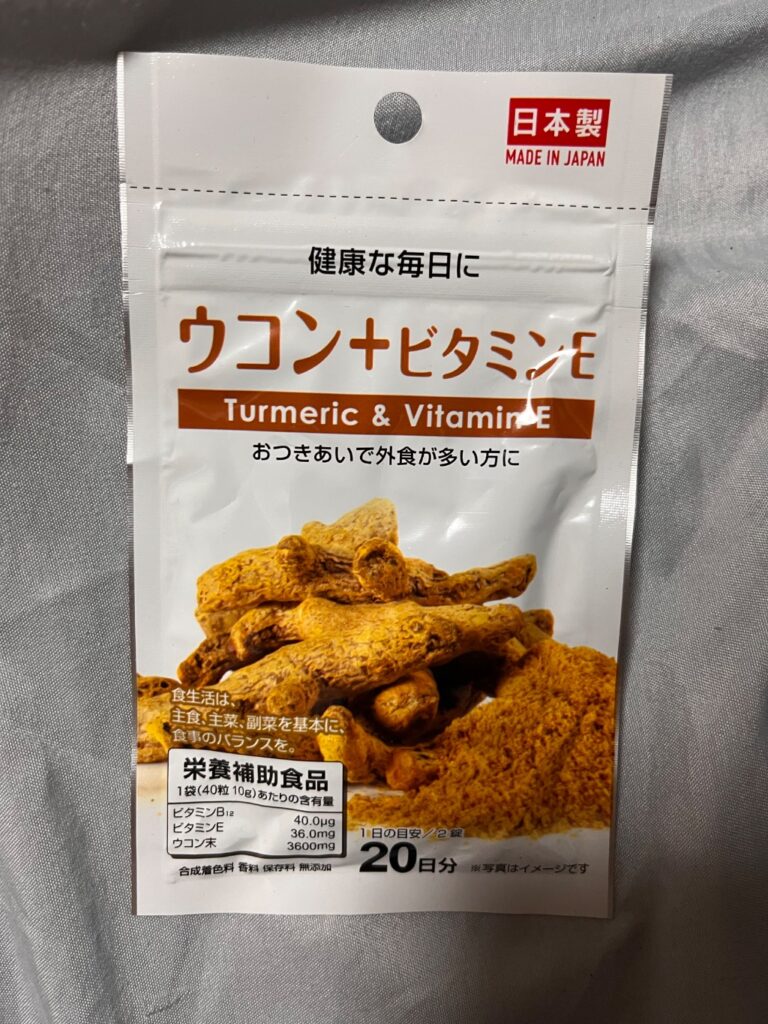 日本製
MADE IN JAPAN
健康な毎日に
ウコン+ビタミンE
Turmeric & Vitamin E
おつきあいで外食が多い方に
食生活は、
主食、主菜、副菜を基本に、
食事のバランスを。
栄養補助食品
1袋(40粒 10g)あたりの含有量
ビタミンB12 40.0μg
ビタミンE 36.0mg
ウコン末 3600mg
合成着色料 香料 保存料 無添加
1日の目安/2錠
20日分
※写真はイメージです